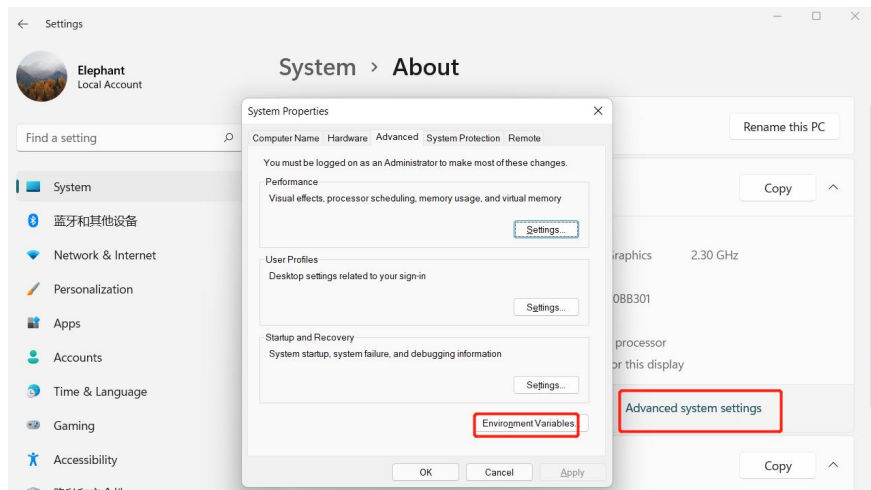 Settings
Elephant
Local Account
Find a setting
System
蓝牙和其他设备
Network & Internet
Personalization
Apps
Accounts
Time & Language
Gaming
Accessibility
System > About
Rename this PC
Copy
2.30 GHz
0BB301
processor
or this display
Advanced system settings
Copy
System Properties
Computer Name Hardware Advanced System Protection Remote
You must be logged on as an Administrator to make most of these changes.
Performance
Visual effects, processor scheduling, memory usage, and virtual memory
Settings...
User Profiles
Desktop settings related to your sign-in
Settings...
Startup and Recovery
System startup, system failure, and debugging information
Settings...
Environment Variables...
OK Cancel Apply